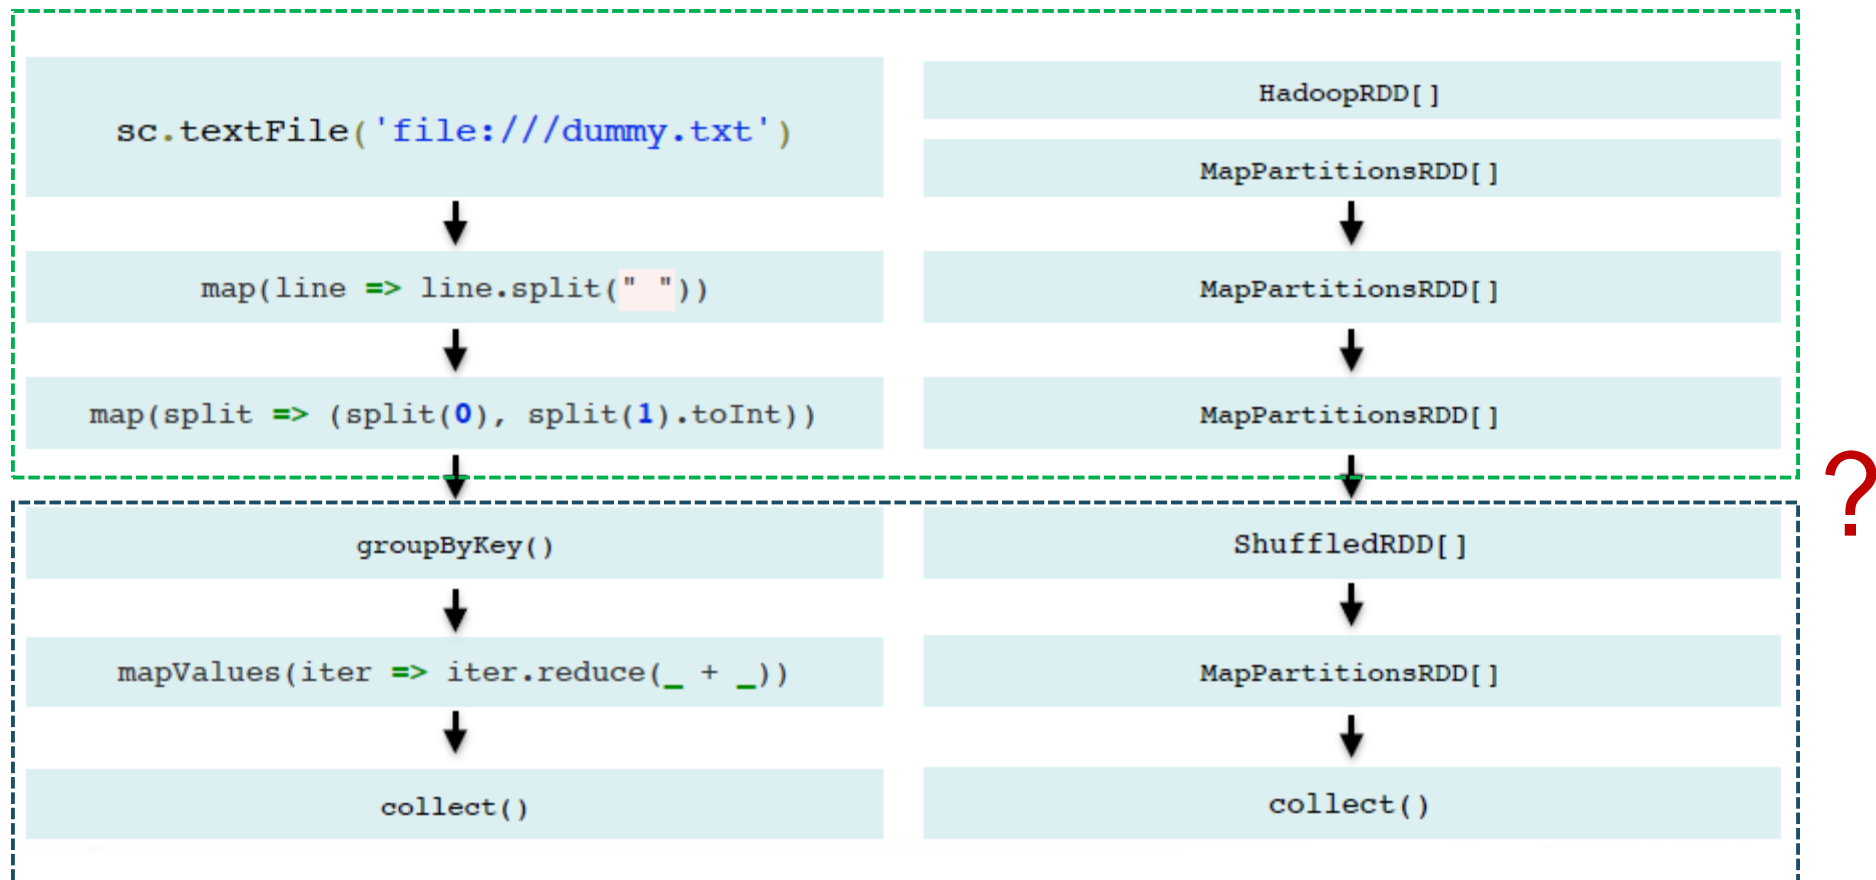 sc.textFile('file:///dummy.txt')
map(line => line.split(" "))
map(split => (split(0), split(1).toInt))
groupByKey()
mapValues(iter => iter.reduce(_ + _))
collect()
HadoopRDD[]
MapPartitionsRDD[]
MapPartitionsRDD[]
MapPartitionsRDD[]
ShuffledRDD[]
MapPartitionsRDD[]
collect()
?